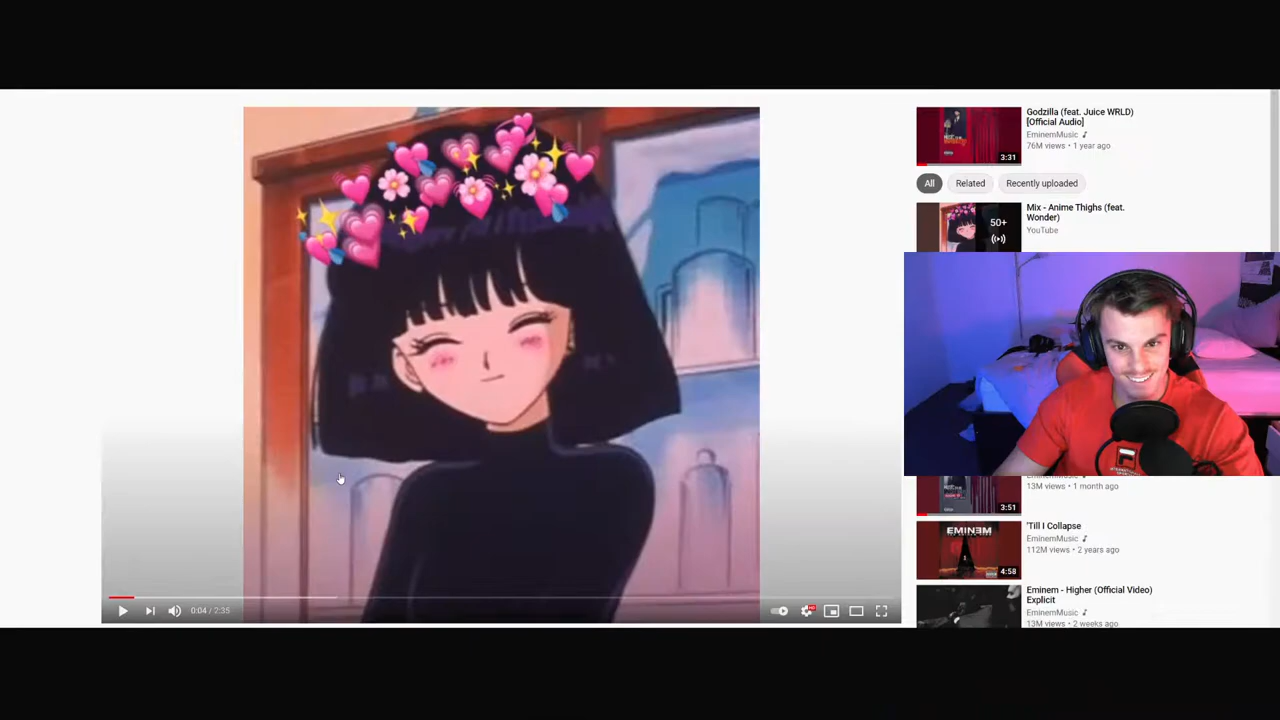 Godzilla (feat. Juice WRLD)
[Official Audio]
EminemMusic
76M views • 1 year ago
3:31
All
Related
Recently uploaded
Mix - Anime Thighs (feat.
Wonder)
YouTube
50+
FILA
13M views • 1 month ago
3:51
'Till I Collapse
EminemMusic
112M views • 2 years ago
EMINEM
4:58
Eminem - Higher (Official Video)
Explicit
EminemMusic
13M views • 2 weeks ago
0:04 / 2:35
HD